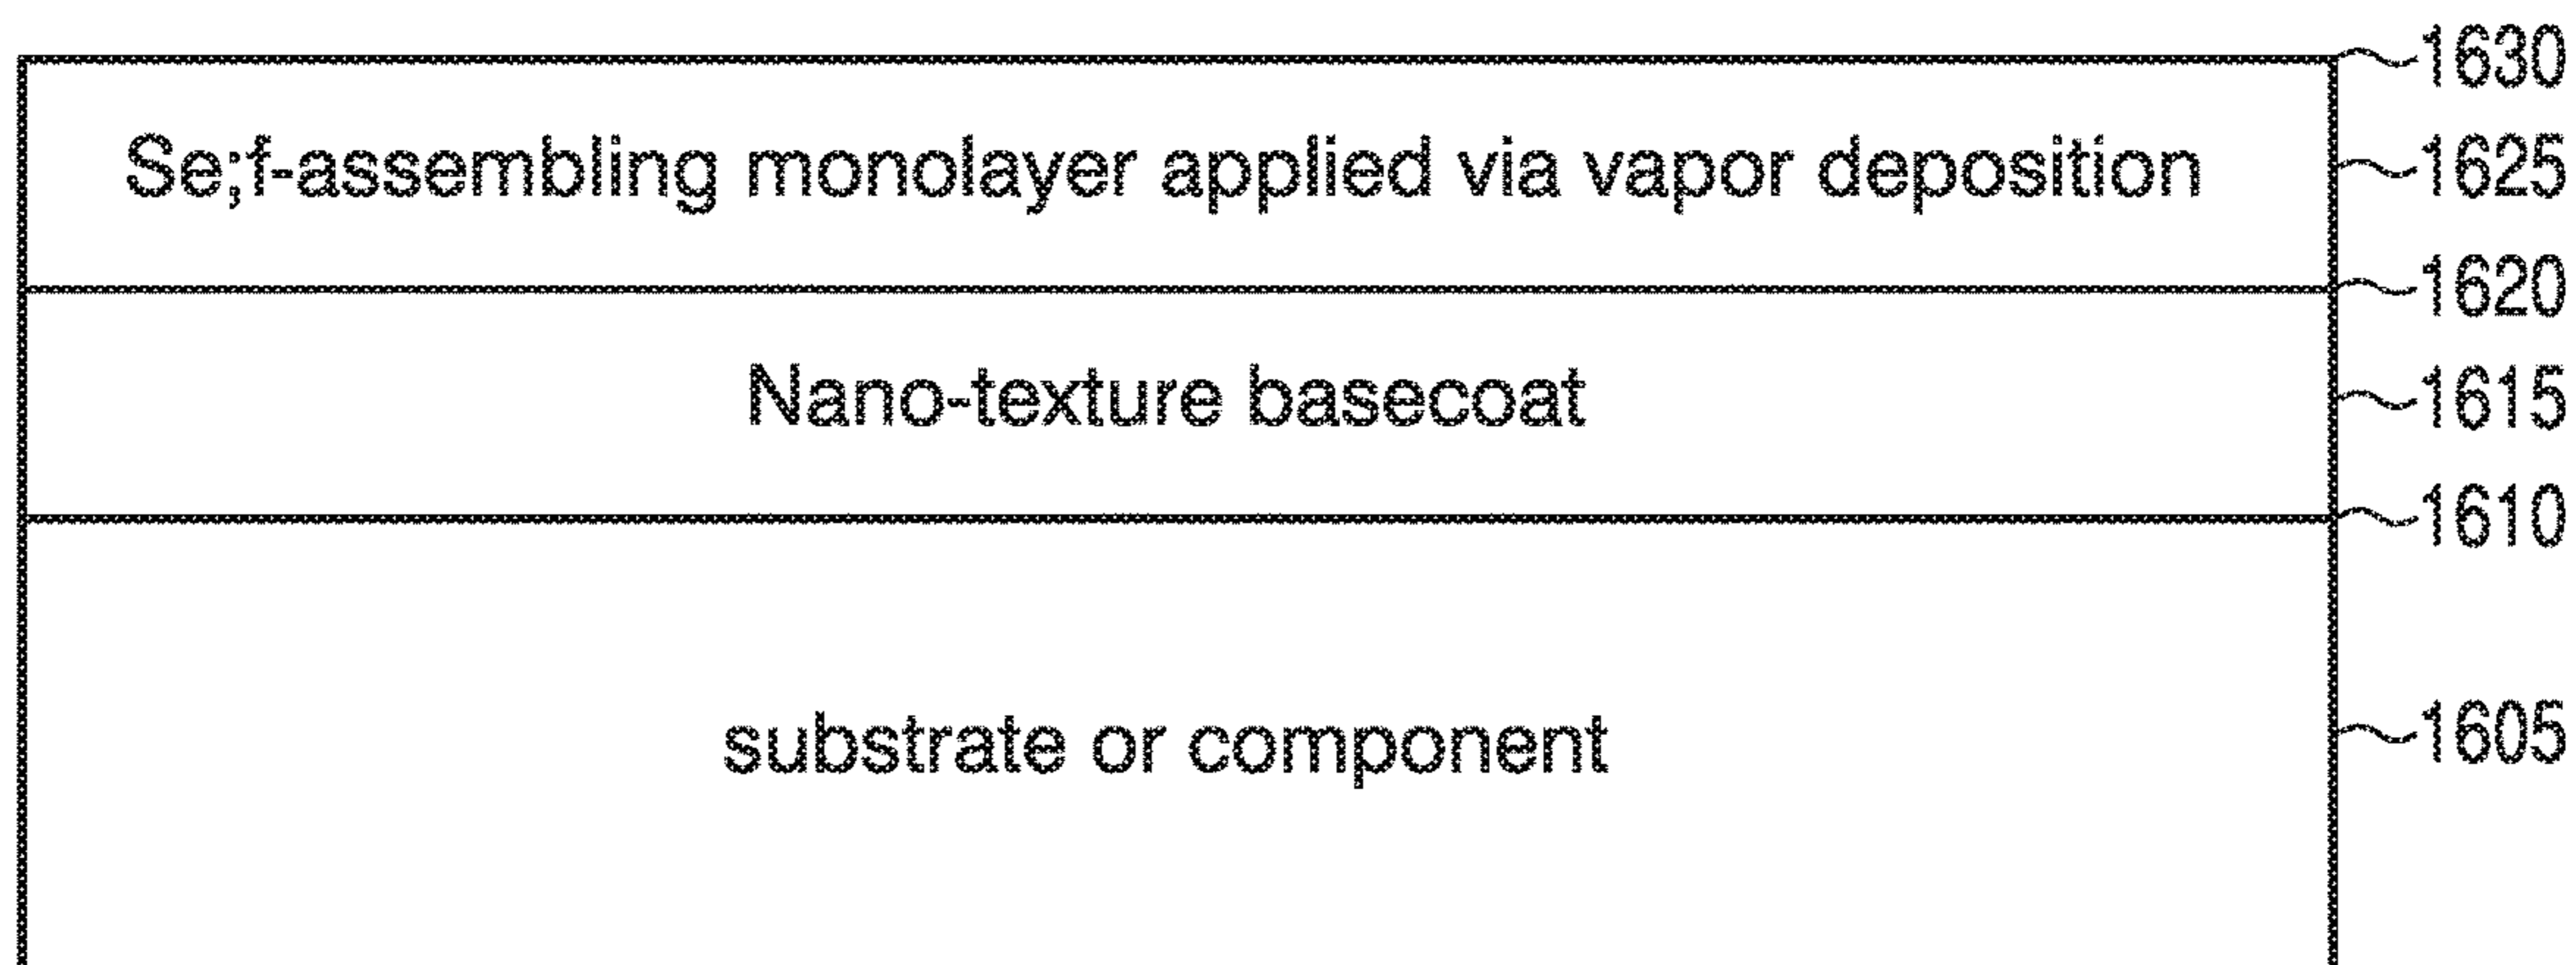 1630
Se;f-assembling monolayer applied via vapor deposition 1625
1620
Nano-texture basecoat 1615
1610
substrate or component 1605